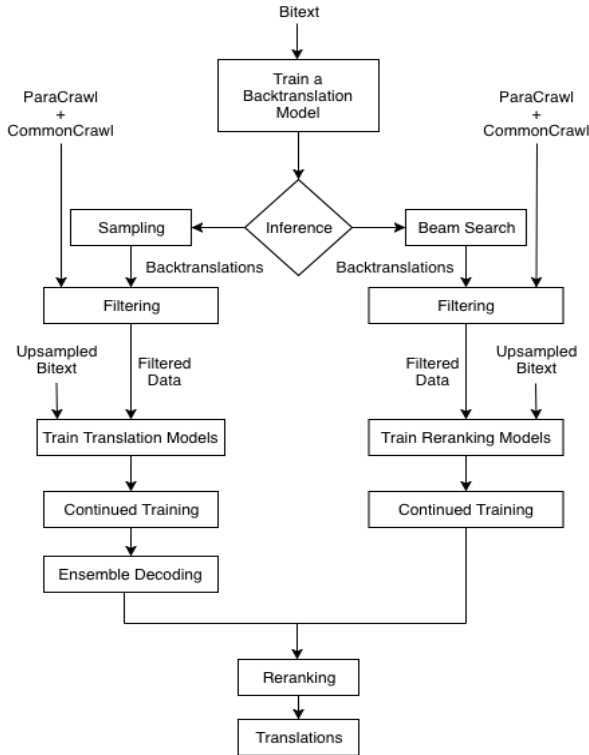 Bitext
Train a
Backtranslation
Model
ParaCrawl
+
CommonCrawl
ParaCrawl
+
CommonCrawl
Sampling
Inference
Beam Search
Backtranslations
Backtranslations
Filtering
Filtering
Upsampled
Bitext
Filtered
Data
Filtered
Data
Upsampled
Bitext
Train Translation Models
Train Reranking Models
Continued Training
Continued Training
Ensemble Decoding
Reranking
Translations